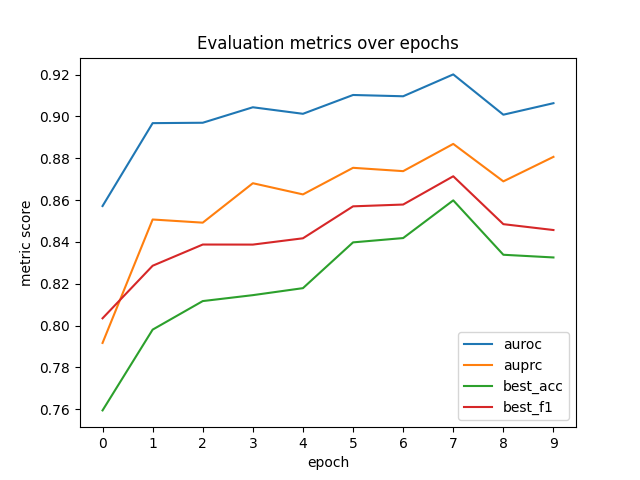 Evaluation metrics over epochs
0.92
0.90
0.88
0.86
0.84
0.82
0.80
0.78
0.76
metric score
0 1 2 3 4 5 6 7 8 9
epoch
auroc
auprc
best_acc
best_f1